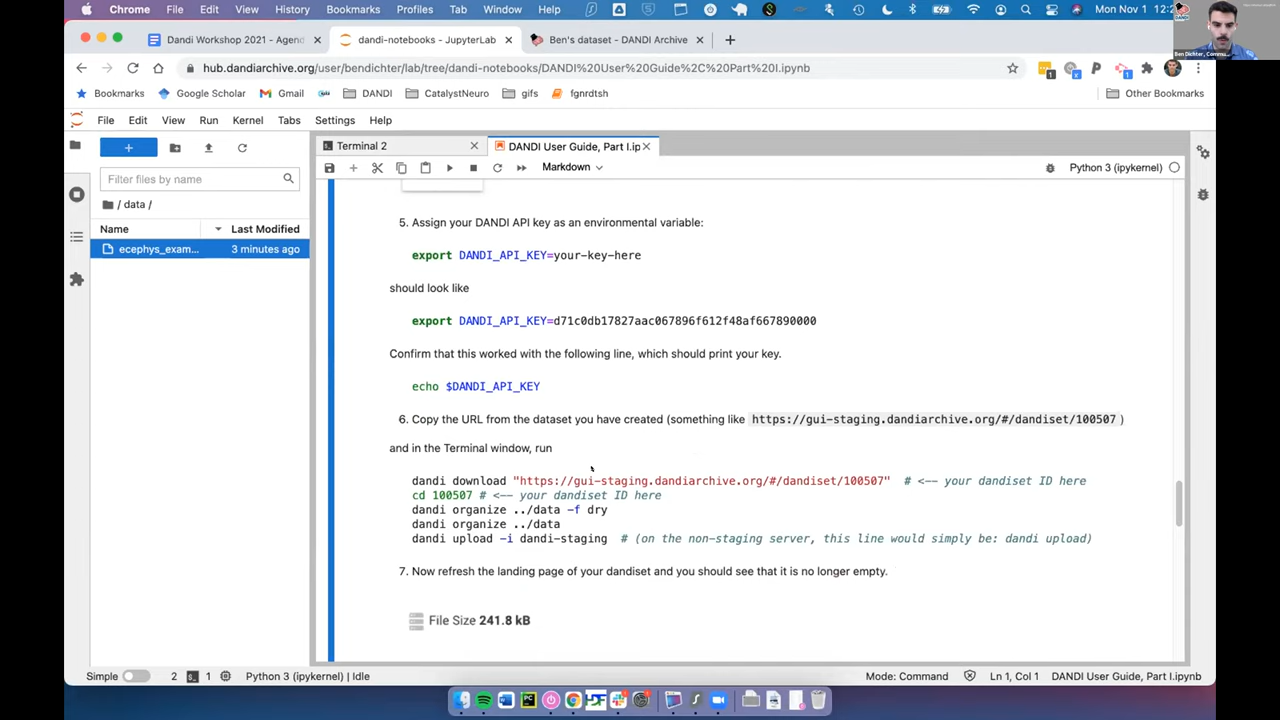 Chrome File Edit View History Bookmarks Profiles Tab Window Help
Mon Nov 1 12:2
Dandi Workshop 2021 - Agend
dandi-notebooks - JupyterLab
Ben's dataset - DANDI Archive
hub.dandiarchive.org/user/bendichter/lab/tree/dandi-notebooks/DANDI%20User%20Guide%2C%20Part%20I.ipynb
Ben Dichter, Commu...
Bookmarks Google Scholar Gmail DANDI CatalystNeuro gifs fgnrdtsh Other Bookmarks
File Edit View Run Kernel Tabs Settings Help
Terminal 2
DANDI User Guide, Part I.ip
Filter files by name
Markdown
Python 3 (ipykernel)
/ data /
Name Last Modified
ecephys_exam... 3 minutes ago
5. Assign your DANDI API key as an environmental variable:
export DANDI_API_KEY=your-key-here
should look like
export DANDI_API_KEY=d71c0db17827aac067896f612f48af667890000
Confirm that this worked with the following line, which should print your key.
echo $DANDI_API_KEY
6. Copy the URL from the dataset you have created (something like https://gui-staging.dandiarchive.org/#/dandiset/100507 )
and in the Terminal window, run
dandi download "https://gui-staging.dandiarchive.org/#/dandiset/100507" # <-- your dandiset ID here
cd 100507 # <-- your dandiset ID here
dandi organize ../data -f dry
dandi organize ../data
dandi upload -i dandi-staging # (on the non-staging server, this line would simply be: dandi upload)
7. Now refresh the landing page of your dandiset and you should see that it is no longer empty.
File Size 241.8 kB
Simple 2 1 Python 3 (ipykernel) | Idle
Mode: Command Ln 1, Col 1 DANDI User Guide, Part I.ipynb